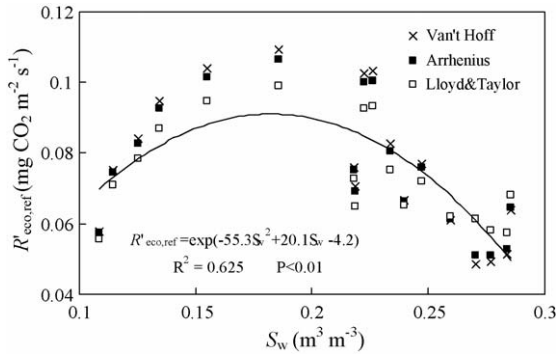 0.12
0.1
0.08
0.06
0.04
R'eco,ref (mg CO2 m-2 s-1)
× Van't Hoff
■ Arrhenius
□ Lloyd&Taylor
R'eco,ref =exp(-55.3Sw2+20.1Sw -4.2)
R2 = 0.625 P<0.01
0.1 0.15 0.2 0.25 0.3
Sw (m3 m-3)